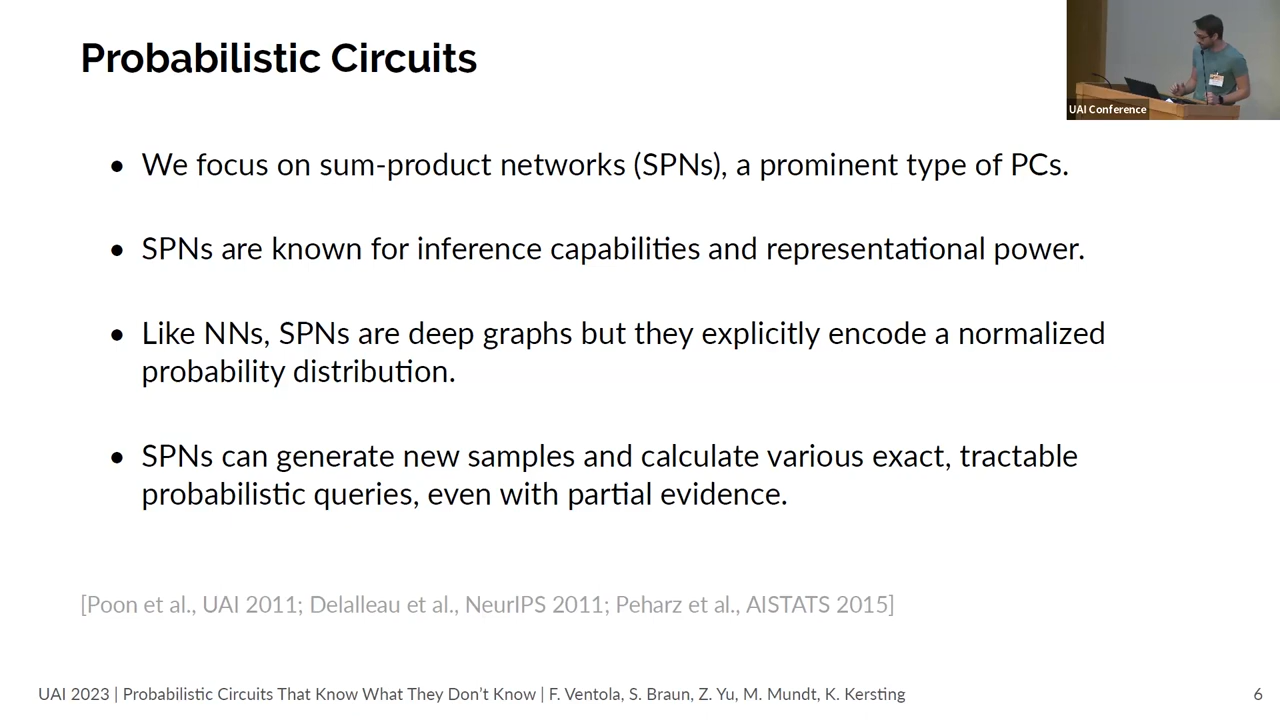 Probabilistic Circuits
UAI Conference
• We focus on sum-product networks (SPNs), a prominent type of PCs.
• SPNs are known for inference capabilities and representational power.
• Like NNs, SPNs are deep graphs but they explicitly encode a normalized
probability distribution.
• SPNs can generate new samples and calculate various exact, tractable
probabilistic queries, even with partial evidence.
[Poon et al., UAI 2011; Delalleau et al., NeurIPS 2011; Peharz et al., AISTATS 2015]
UAI 2023 | Probabilistic Circuits That Know What They Don’t Know | F. Ventola, S. Braun, Z. Yu, M. Mundt, K. Kersting
6